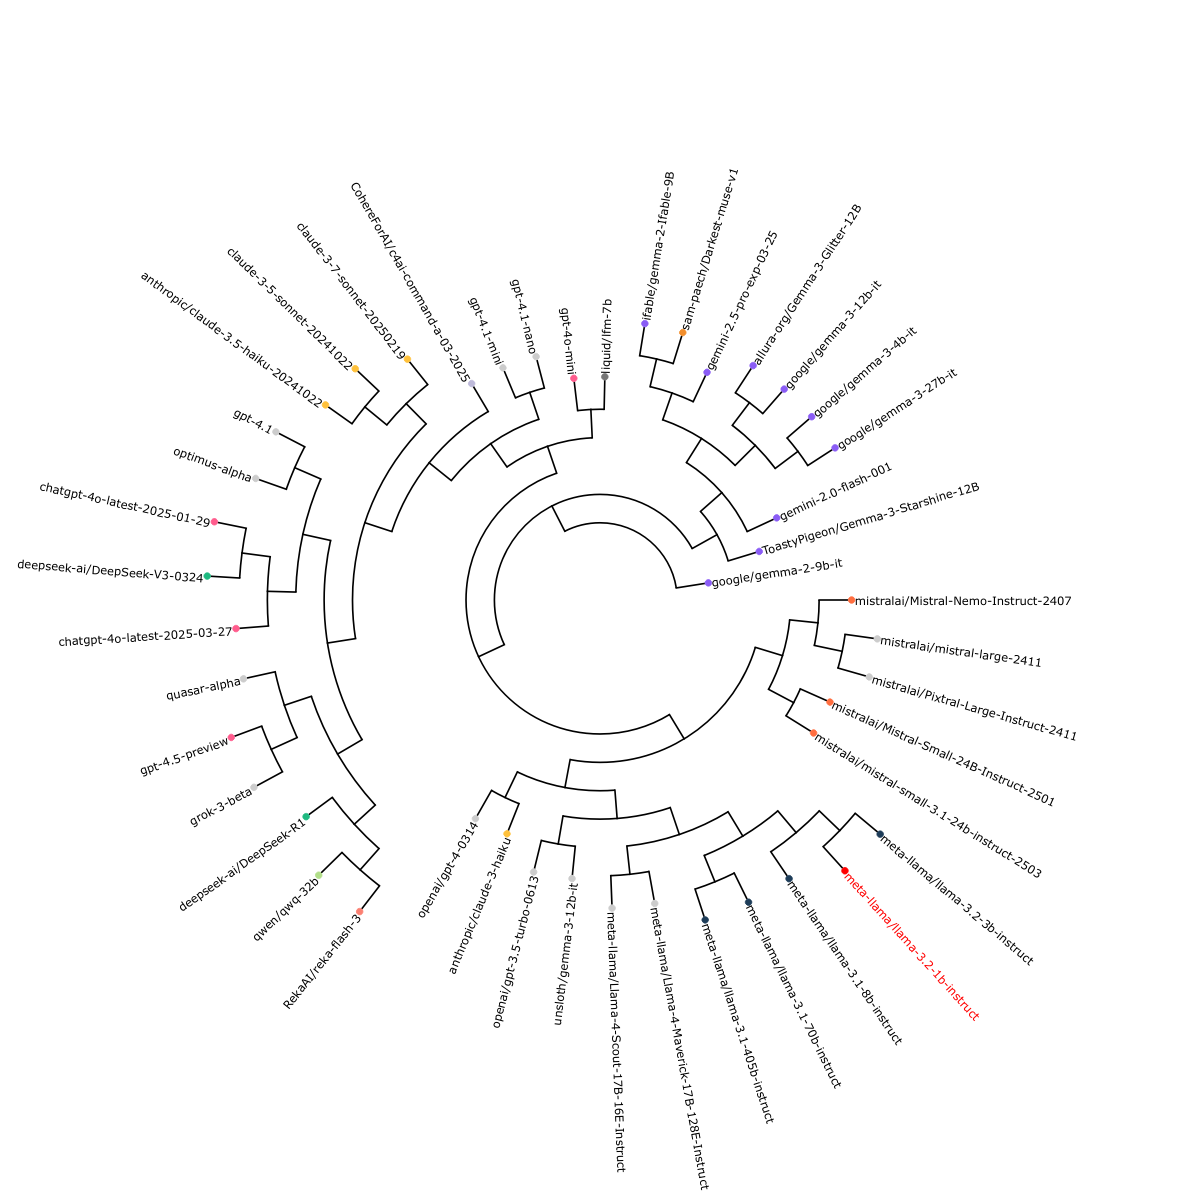 ifable/gemma-2-Ifable-9B
sam-paech/Darkest-muse-v1
gemini-2.5-pro-exp-03-25
allura-org/Gemma-3-Glitter-12B
google/gemma-3-12b-it
google/gemma-3-4b-it
google/gemma-3-27b-it
gemini-2.0-flash-001
ToastyPigeon/Gemma-3-Starshine-12B
google/gemma-2-9b-it
mistralai/Mistral-Nemo-Instruct-2407
mistralai/mistral-large-2411
mistralai/Pixtral-Large-Instruct-2411
mistralai/Mistral-Small-24B-Instruct-2501
mistralai/mistral-small-3.1-24b-instruct-2503
meta-llama/llama-3.2-3b-instruct
meta-llama/llama-3.2-1b-instruct
meta-llama/llama-3.1-8b-instruct
meta-llama/llama-3.1-70b-instruct
meta-llama/llama-3.1-405b-instruct
meta-llama/Llama-4-Maverick-17B-128E-Instruct
meta-llama/Llama-4-Scout-17B-16E-Instruct
unsloth/gemma-3-12b-it
openai/gpt-3.5-turbo-0613
anthropic/claude-3-haiku
openai/gpt-4-0314
RekaAI/reka-flash-3
qwen/qwq-32b
deepseek-ai/DeepSeek-R1
grok-3-beta
gpt-4.5-preview
quasar-alpha
chatgpt-4o-latest-2025-03-27
deepseek-ai/DeepSeek-V3-0324
chatgpt-4o-latest-2025-01-29
optimus-alpha
gpt-4.1
anthropic/claude-3.5-haiku-20241022
claude-3-5-sonnet-20241022
claude-3-7-sonnet-20250219
CohereForAI/c4ai-command-a-03-2025
gpt-4.1-mini
gpt-4.1-nano
gpt-4o-mini
liquid/lfm-7b